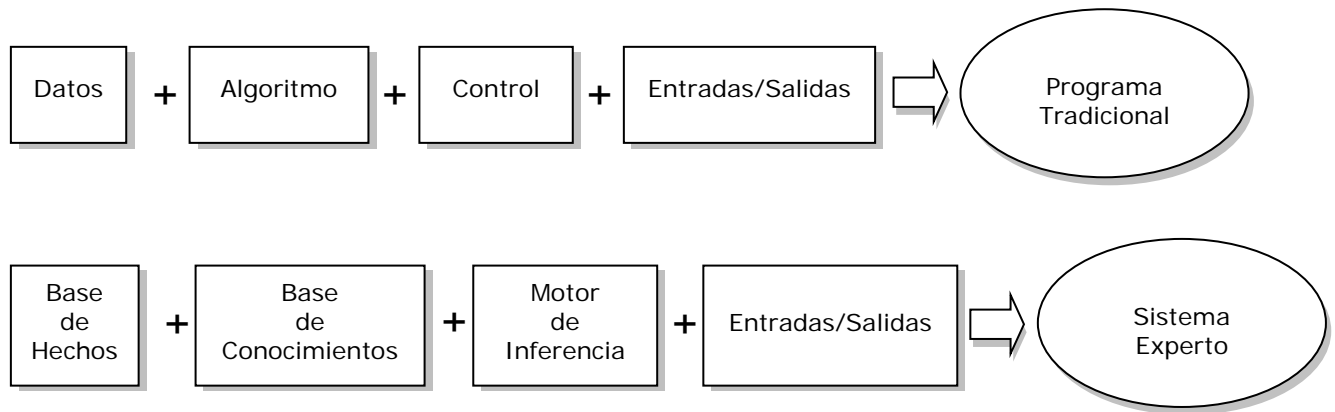 Datos
+
Algoritmo
+
Control
+
Entradas/Salidas
Programa
Tradicional
Base
de
Hechos
+
Base
de
Conocimientos
+
Motor
de
Inferencia
+
Entradas/Salidas
Sistema
Experto